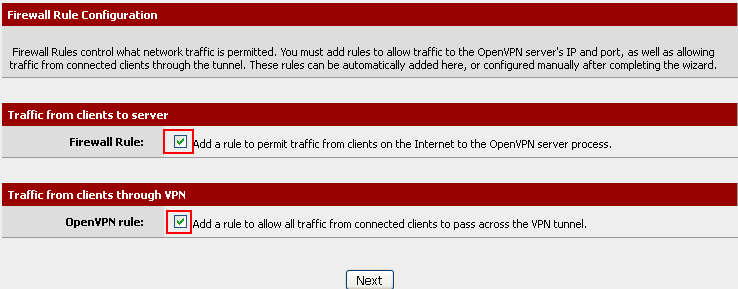 Firewall Rule Configuration
Firewall Rules control what network traffic is permitted. You must add rules to allow traffic to the OpenVPN server's IP and port, as well as allowing
traffic from connected clients through the tunnel. These rules can be automatically added here, or configured manually after completing the wizard.
Traffic from clients to server
Firewall Rule: Add a rule to permit traffic from clients on the Internet to the OpenVPN server process.
Traffic from clients through VPN
OpenVPN rule: Add a rule to allow all traffic from connected clients to pass across the VPN tunnel.
Next